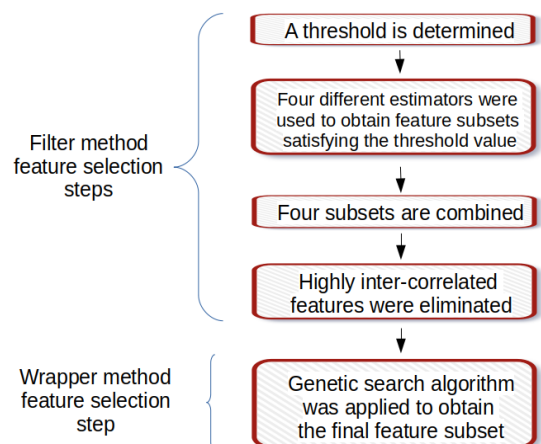 A threshold is determined
Four different estimators were
used to obtain feature subsets
satisfying the threshold value
Filter method
feature selection
steps
Four subsets are combined
Highly inter-correlated
features were eliminated
Wrapper method
feature selection
step
Genetic search algorithm
was applied to obtain
the final feature subset